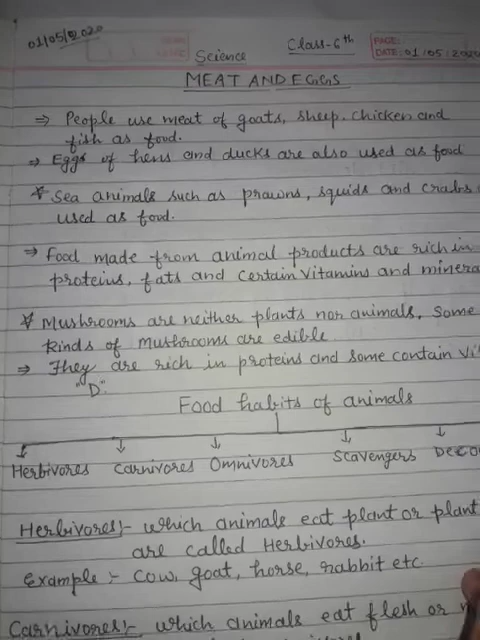 01/05/2020
Science Class-6th
PAGE:
DATE: 01/05/2020
MEAT AND EGGS
⇒ People use meat of goats, sheep, chicken and
fish as food.
⇒ Eggs of hens and ducks are also used as food
* Sea animals such as prawns, squids and crabs
used as food.
⇒ Food made from animal products are rich in
proteins, fats and certain vitamins and minera
* Mushrooms are neither plants nor animals, Some
kinds of mushrooms are edible
⇒ They are rich in proteins and some contain Vi
"D".
Food habits of animals
Herbivores Carnivores Omnivores Scavengers Deco
Herbivores:- which animals eat plant or plant
are called Herbivores.
Example:- Cow, goat, horse, rabbit etc.
Carnivores:- which animals eat flesh or